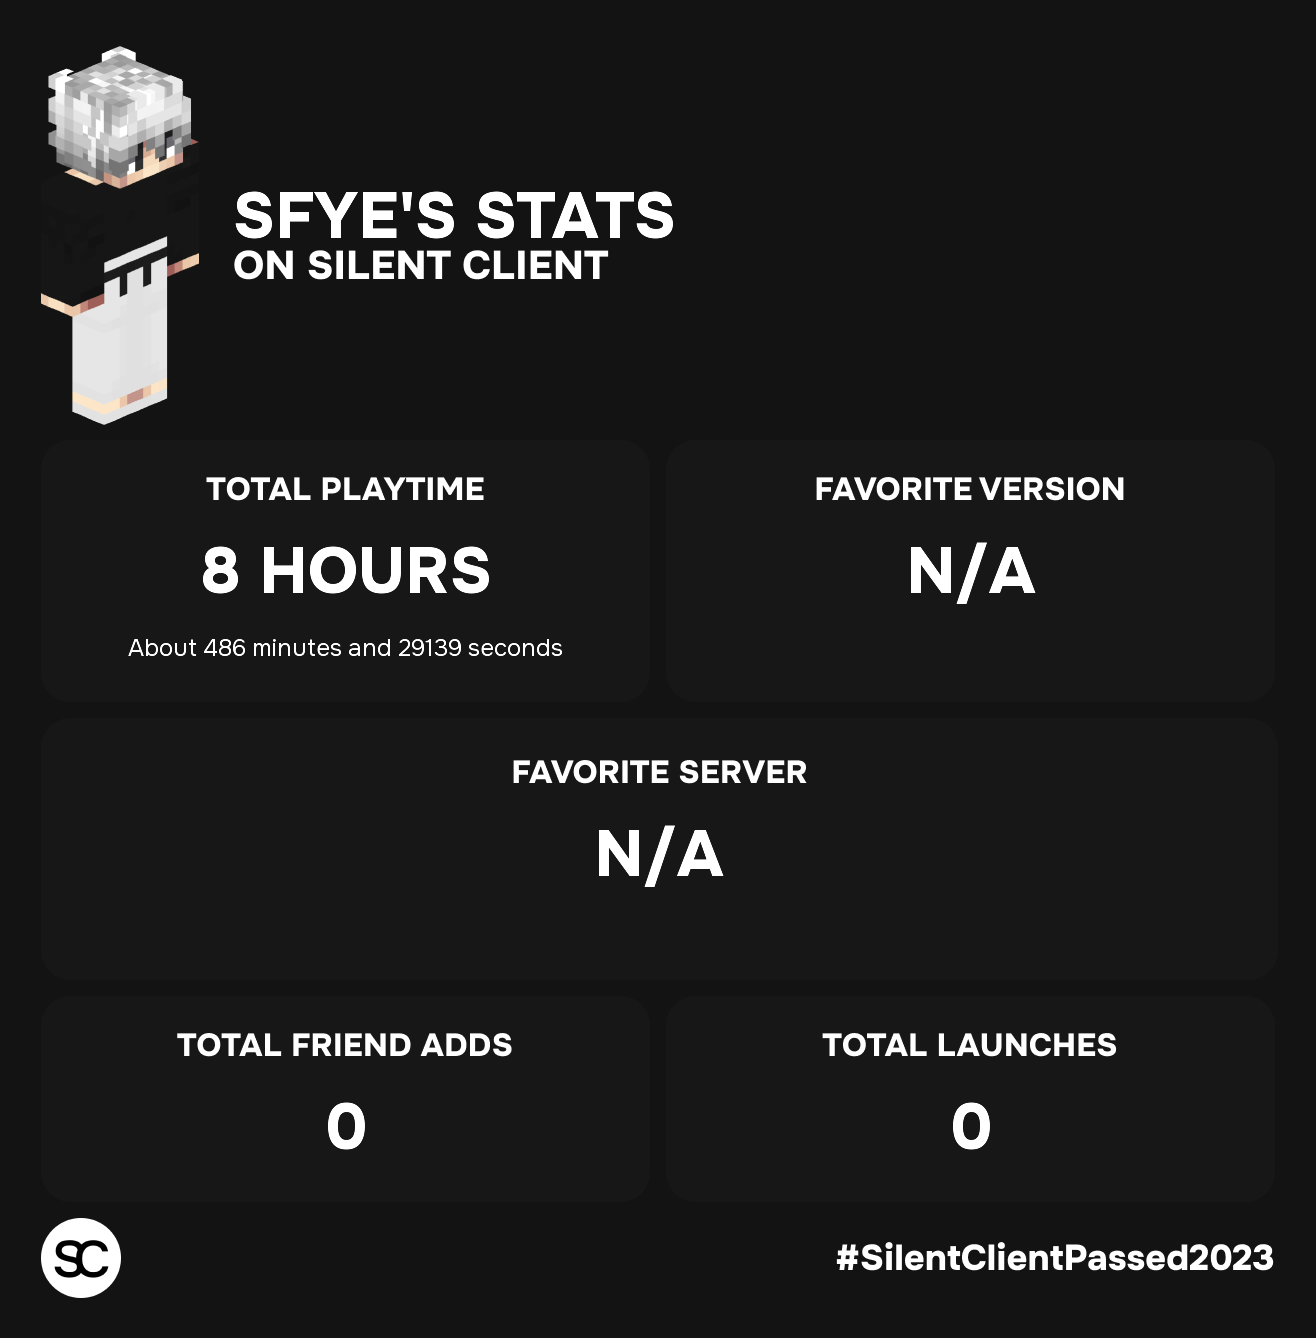 SFYE'S STATS
ON SILENT CLIENT
TOTAL PLAYTIME
8 HOURS
About 486 minutes and 29139 seconds
FAVORITE VERSION
N/A
FAVORITE SERVER
N/A
TOTAL FRIEND ADDS
0
TOTAL LAUNCHES
0
SC
#SilentClientPassed2023